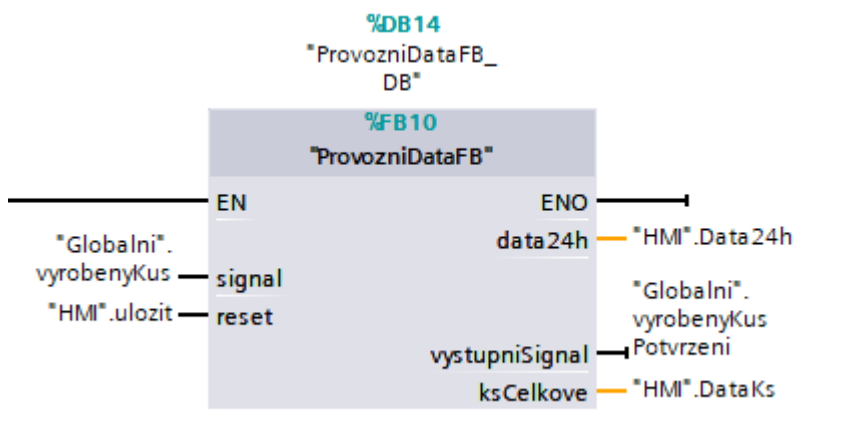 %DB14
"ProvozniDataFB_
DB"
%FB10
"ProvozniDataFB"
EN
ENO
data24h
"HMI".Data24h
"Globalni".
vyrobenyKus
signal
"HMI".ulozit
reset
"Globalni".
vyrobenyKus
Potvrzeni
vystupniSignal
ksCelkove
"HMI".DataKs